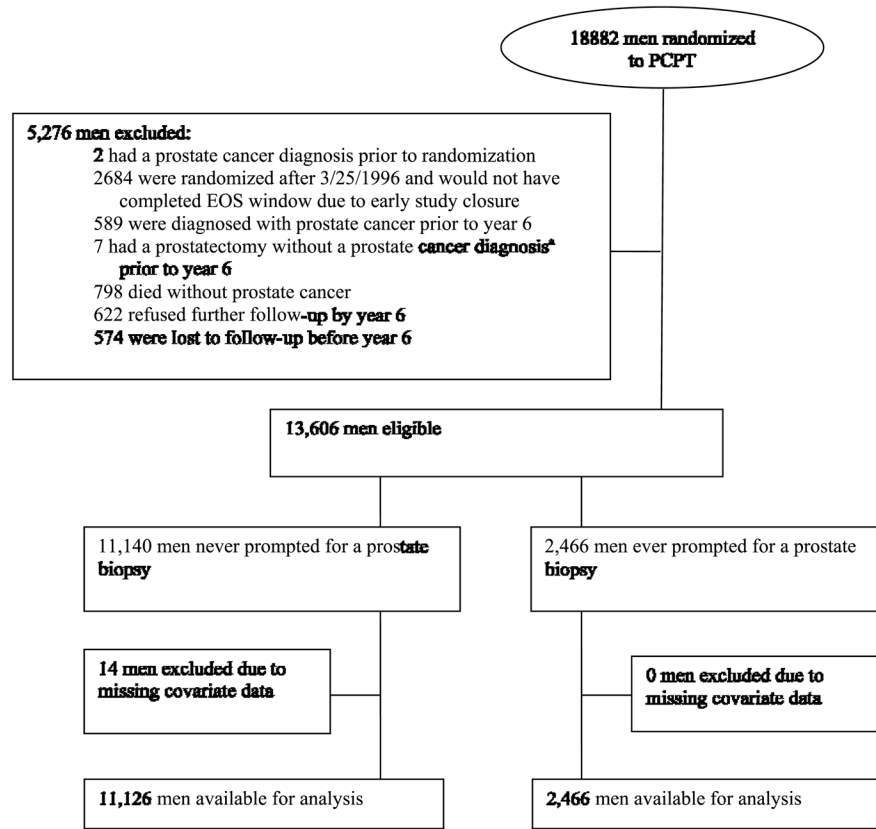 18882 men randomized
to PCPT
5,276 men excluded:
2 had a prostate cancer diagnosis prior to randomization
2684 were randomized after 3/25/1996 and would not have
completed EOS window due to early study closure
589 were diagnosed with prostate cancer prior to year 6
7 had a prostatectomy without a prostate cancer diagnosisª
prior to year 6
798 died without prostate cancer
622 refused further follow-up by year 6
574 were lost to follow-up before year 6
13,606 men eligible
11,140 men never prompted for a prostate
biopsy
2,466 men ever prompted for a prostate
biopsy
14 men excluded due to
missing covariate data
0 men excluded due to
missing covariate data
11,126 men available for analysis
2,466 men available for analysis